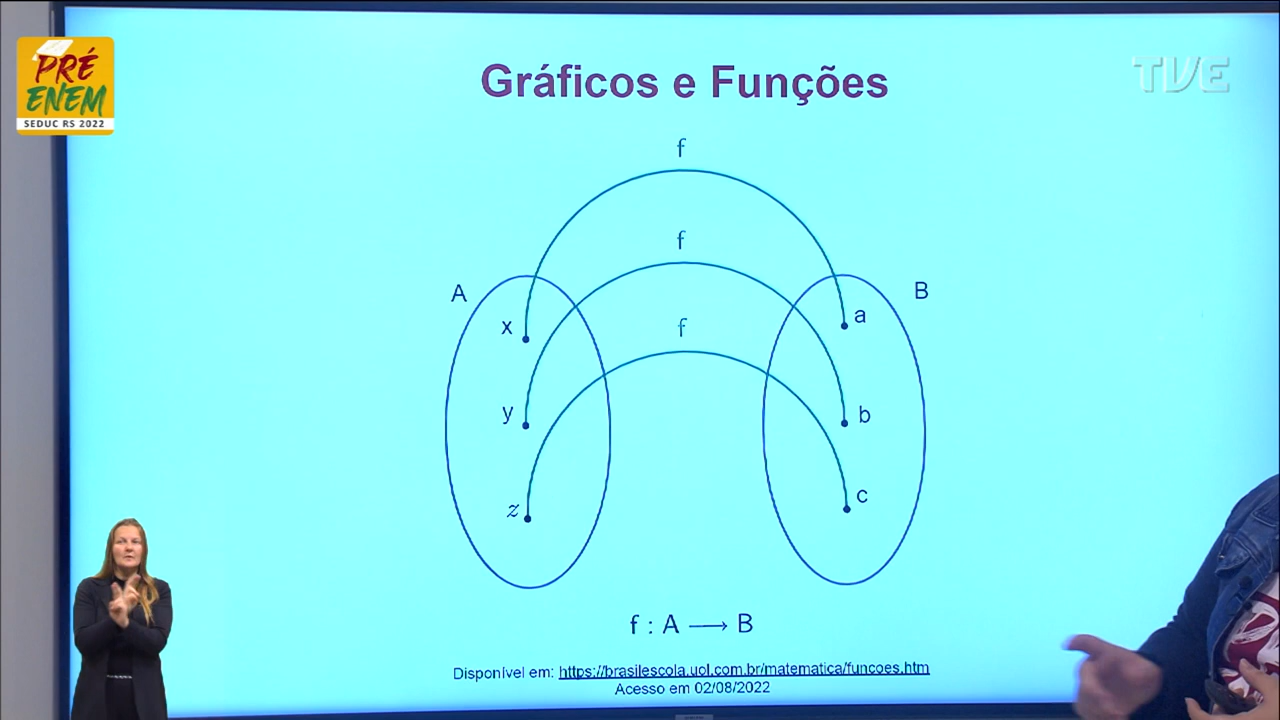 PRÉ
ENEM
SEDUC RS 2022
TVE
Gráficos e Funções
f
f
f
A
B
x
a
y
b
z
c
f : A ⟶ B
Disponível em: https://brasilescola.uol.com.br/matematica/funcoes.htm
Acesso em 02/08/2022